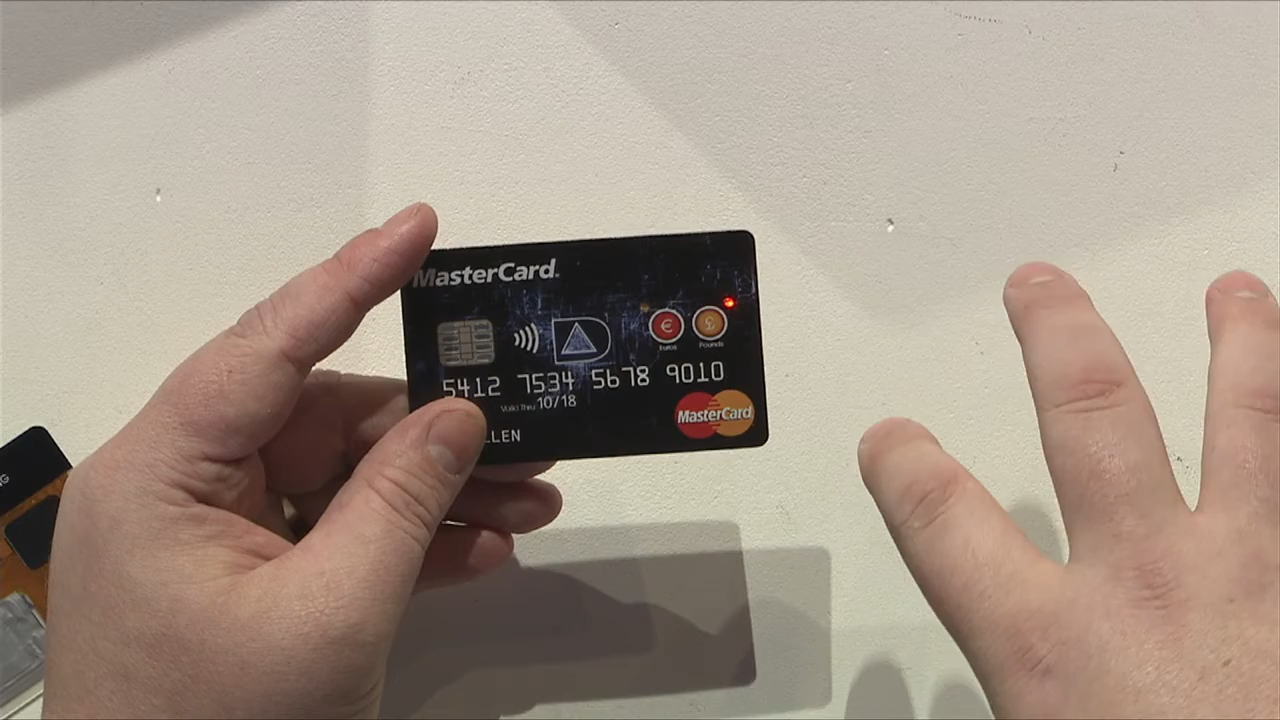 MasterCard.
€
£
Euros
Pounds
5412 7534 5678 9010
Valid Thru 10/18
LLEN
MasterCard
G